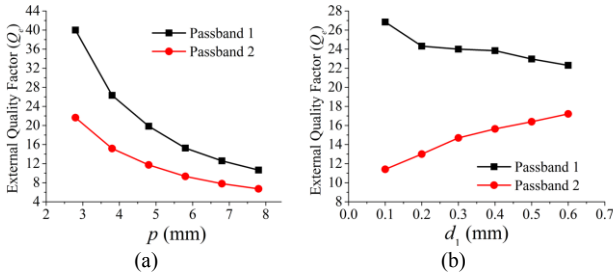 External Quality Factor (Qe)
44
40
36
32
28
24
20
16
12
8
4
Passband 1
Passband 2
2 3 4 5 6 7 8
p (mm)
(a)
External Quality Factor (Qe)
28
26
24
22
20
18
16
14
12
10
8
Passband 1
Passband 2
0.0 0.1 0.2 0.3 0.4 0.5 0.6 0.7
d1 (mm)
(b)